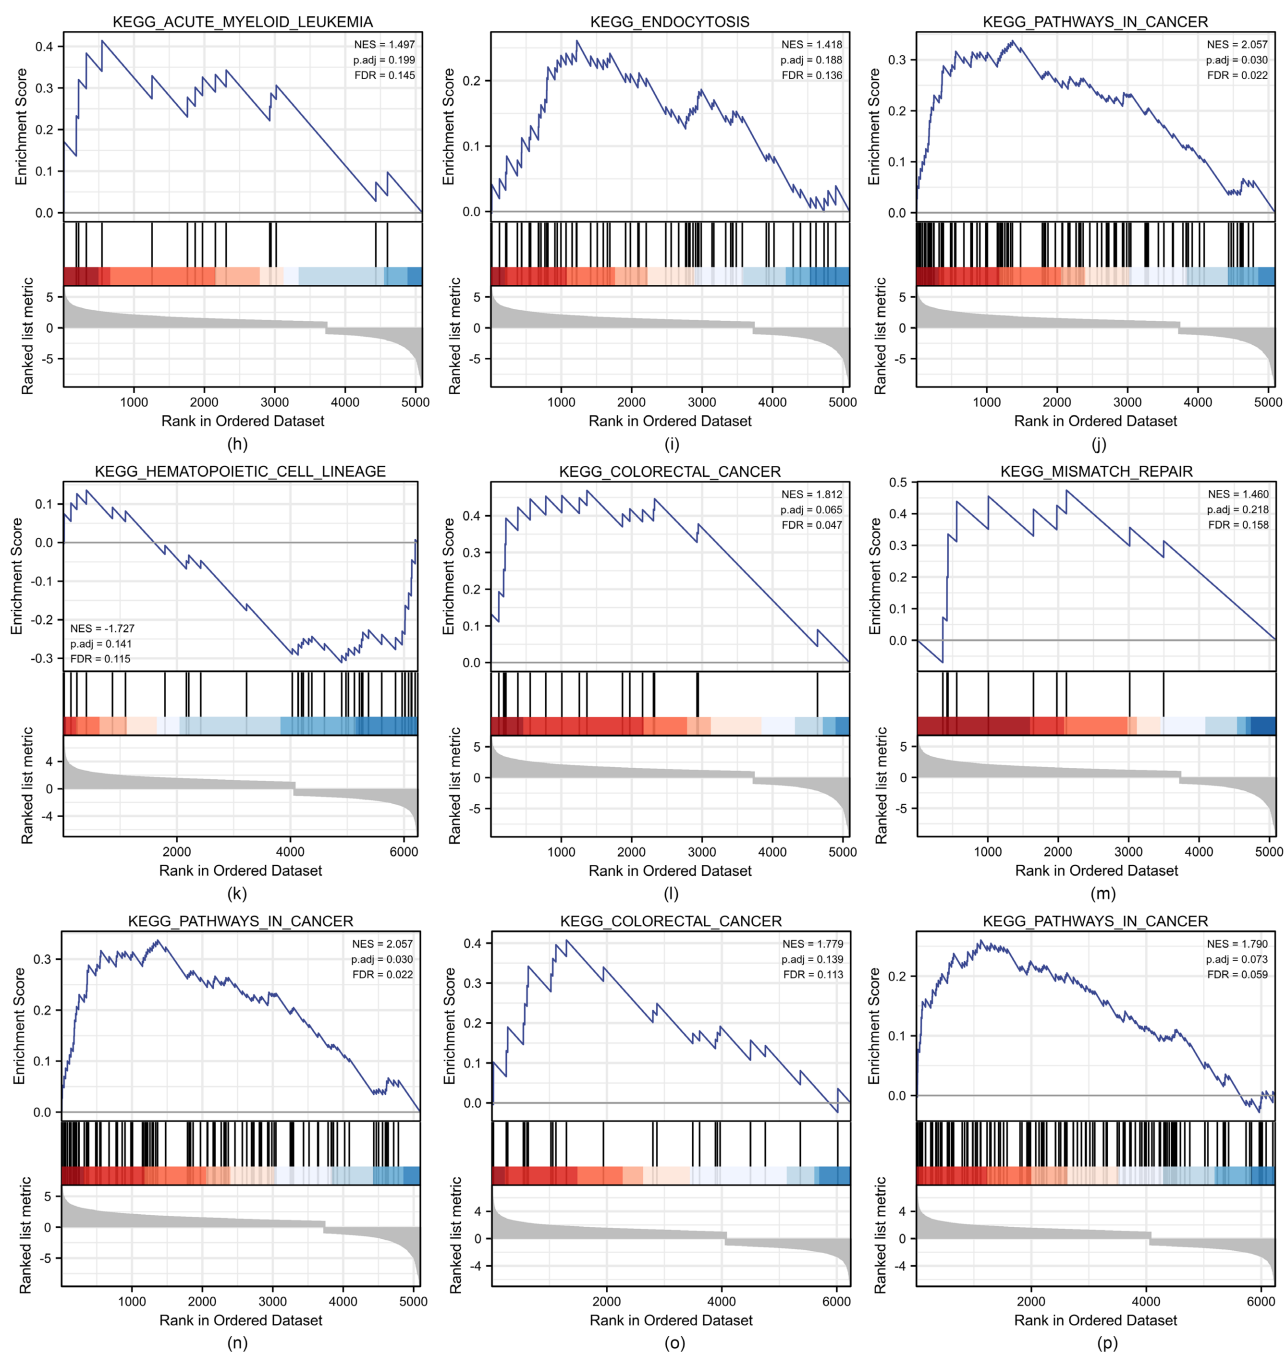 KEGG_ACUTE_MYELOID_LEUKEMIA
NES = 1.497
p.adj = 0.199
FDR = 0.145
Enrichment Score
0.4
0.3
0.2
0.1
0.0
Ranked list metric
5
0
-5
1000 2000 3000 4000 5000
Rank in Ordered Dataset
(h)
KEGG_ENDOCYTOSIS
NES = 1.418
p.adj = 0.188
FDR = 0.136
Enrichment Score
0.2
0.1
0.0
Ranked list metric
5
0
-5
1000 2000 3000 4000 5000
Rank in Ordered Dataset
(i)
KEGG_PATHWAYS_IN_CANCER
NES = 2.057
p.adj = 0.030
FDR = 0.022
Enrichment Score
0.3
0.2
0.1
0.0
Ranked list metric
5
0
-5
1000 2000 3000 4000 5000
Rank in Ordered Dataset
(j)
KEGG_HEMATOPOIETIC_CELL_LINEAGE
Enrichment Score
0.1
0.0
-0.1
-0.2
-0.3
NES = -1.727
p.adj = 0.141
FDR = 0.115
Ranked list metric
4
0
-4
2000 4000 6000
Rank in Ordered Dataset
(k)
KEGG_COLORECTAL_CANCER
NES = 1.812
p.adj = 0.065
FDR = 0.047
Enrichment Score
0.4
0.2
0.0
Ranked list metric
5
0
-5
1000 2000 3000 4000 5000
Rank in Ordered Dataset
(l)
KEGG_MISMATCH_REPAIR
NES = 1.460
p.adj = 0.218
FDR = 0.158
Enrichment Score
0.5
0.4
0.3
0.2
0.1
0.0
Ranked list metric
5
0
-5
1000 2000 3000 4000 5000
Rank in Ordered Dataset
(m)
KEGG_PATHWAYS_IN_CANCER
NES = 2.057
p.adj = 0.030
FDR = 0.022
Enrichment Score
0.3
0.2
0.1
0.0
Ranked list metric
5
0
-5
1000 2000 3000 4000 5000
Rank in Ordered Dataset
(n)
KEGG_COLORECTAL_CANCER
NES = 1.779
p.adj = 0.139
FDR = 0.113
Enrichment Score
0.4
0.3
0.2
0.1
0.0
Ranked list metric
4
0
-4
2000 4000 6000
Rank in Ordered Dataset
(o)
KEGG_PATHWAYS_IN_CANCER
NES = 1.790
p.adj = 0.073
FDR = 0.059
Enrichment Score
0.2
0.1
0.0
Ranked list metric
4
0
-4
2000 4000 6000
Rank in Ordered Dataset
(p)